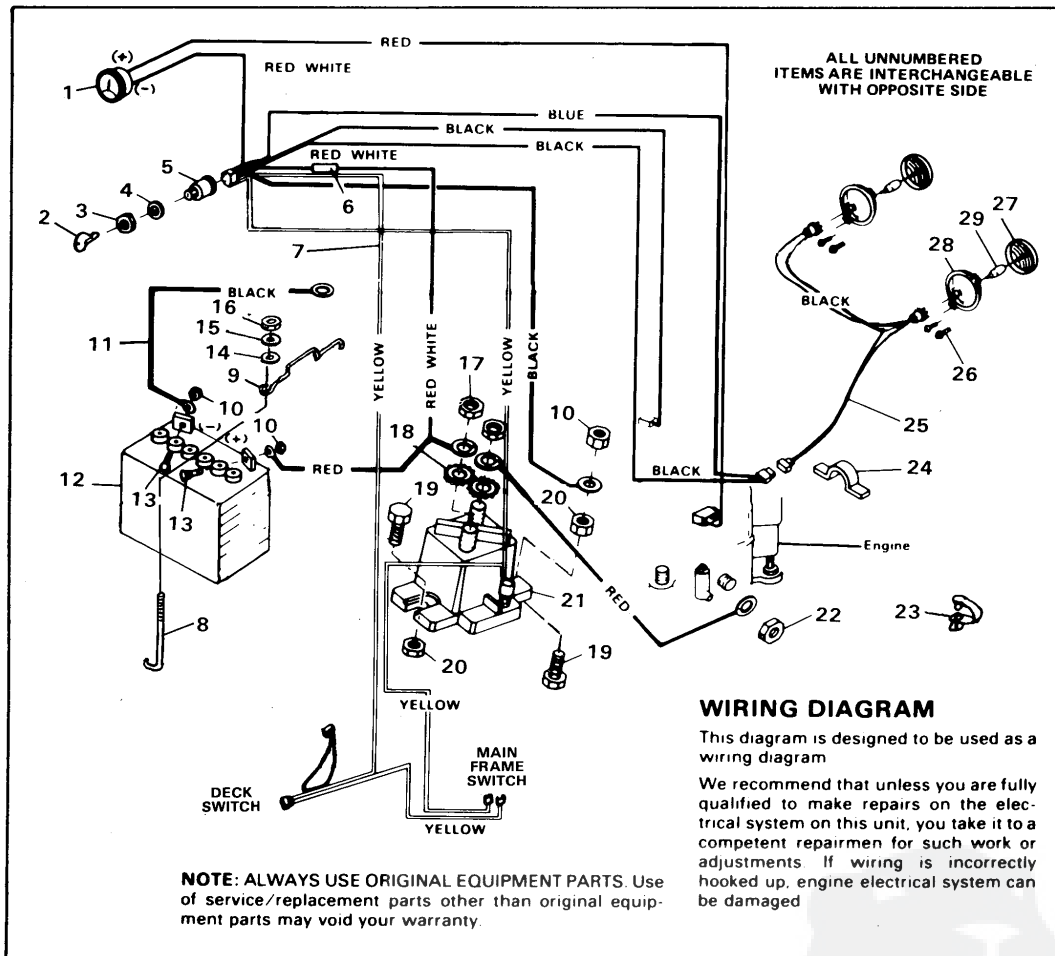 RED
(+)
RED WHITE
1
(-)
ALL UNNUMBERED
ITEMS ARE INTERCHANGEABLE
WITH OPPOSITE SIDE
BLUE
BLACK
BLACK
RED WHITE
5
4
3
2
6
7
29
27
28
BLACK
26
25
BLACK
16
15
14
9
11
10
(-)
(+)
10
12
13
13
RED
8
YELLOW
RED WHITE
YELLOW
BLACK
17
18
19
10
20
BLACK
24
Engine
RED
21
22
23
20
19
YELLOW
DECK
SWITCH
MAIN
FRAME
SWITCH
YELLOW
WIRING DIAGRAM
This diagram is designed to be used as a
wiring diagram
We recommend that unless you are fully
qualified to make repairs on the elec-
trical system on this unit, you take it to a
competent repairmen for such work or
adjustments. If wiring is incorrectly
hooked up, engine electrical system can
be damaged
NOTE: ALWAYS USE ORIGINAL EQUIPMENT PARTS. Use
of service/replacement parts other than original equip-
ment parts may void your warranty.